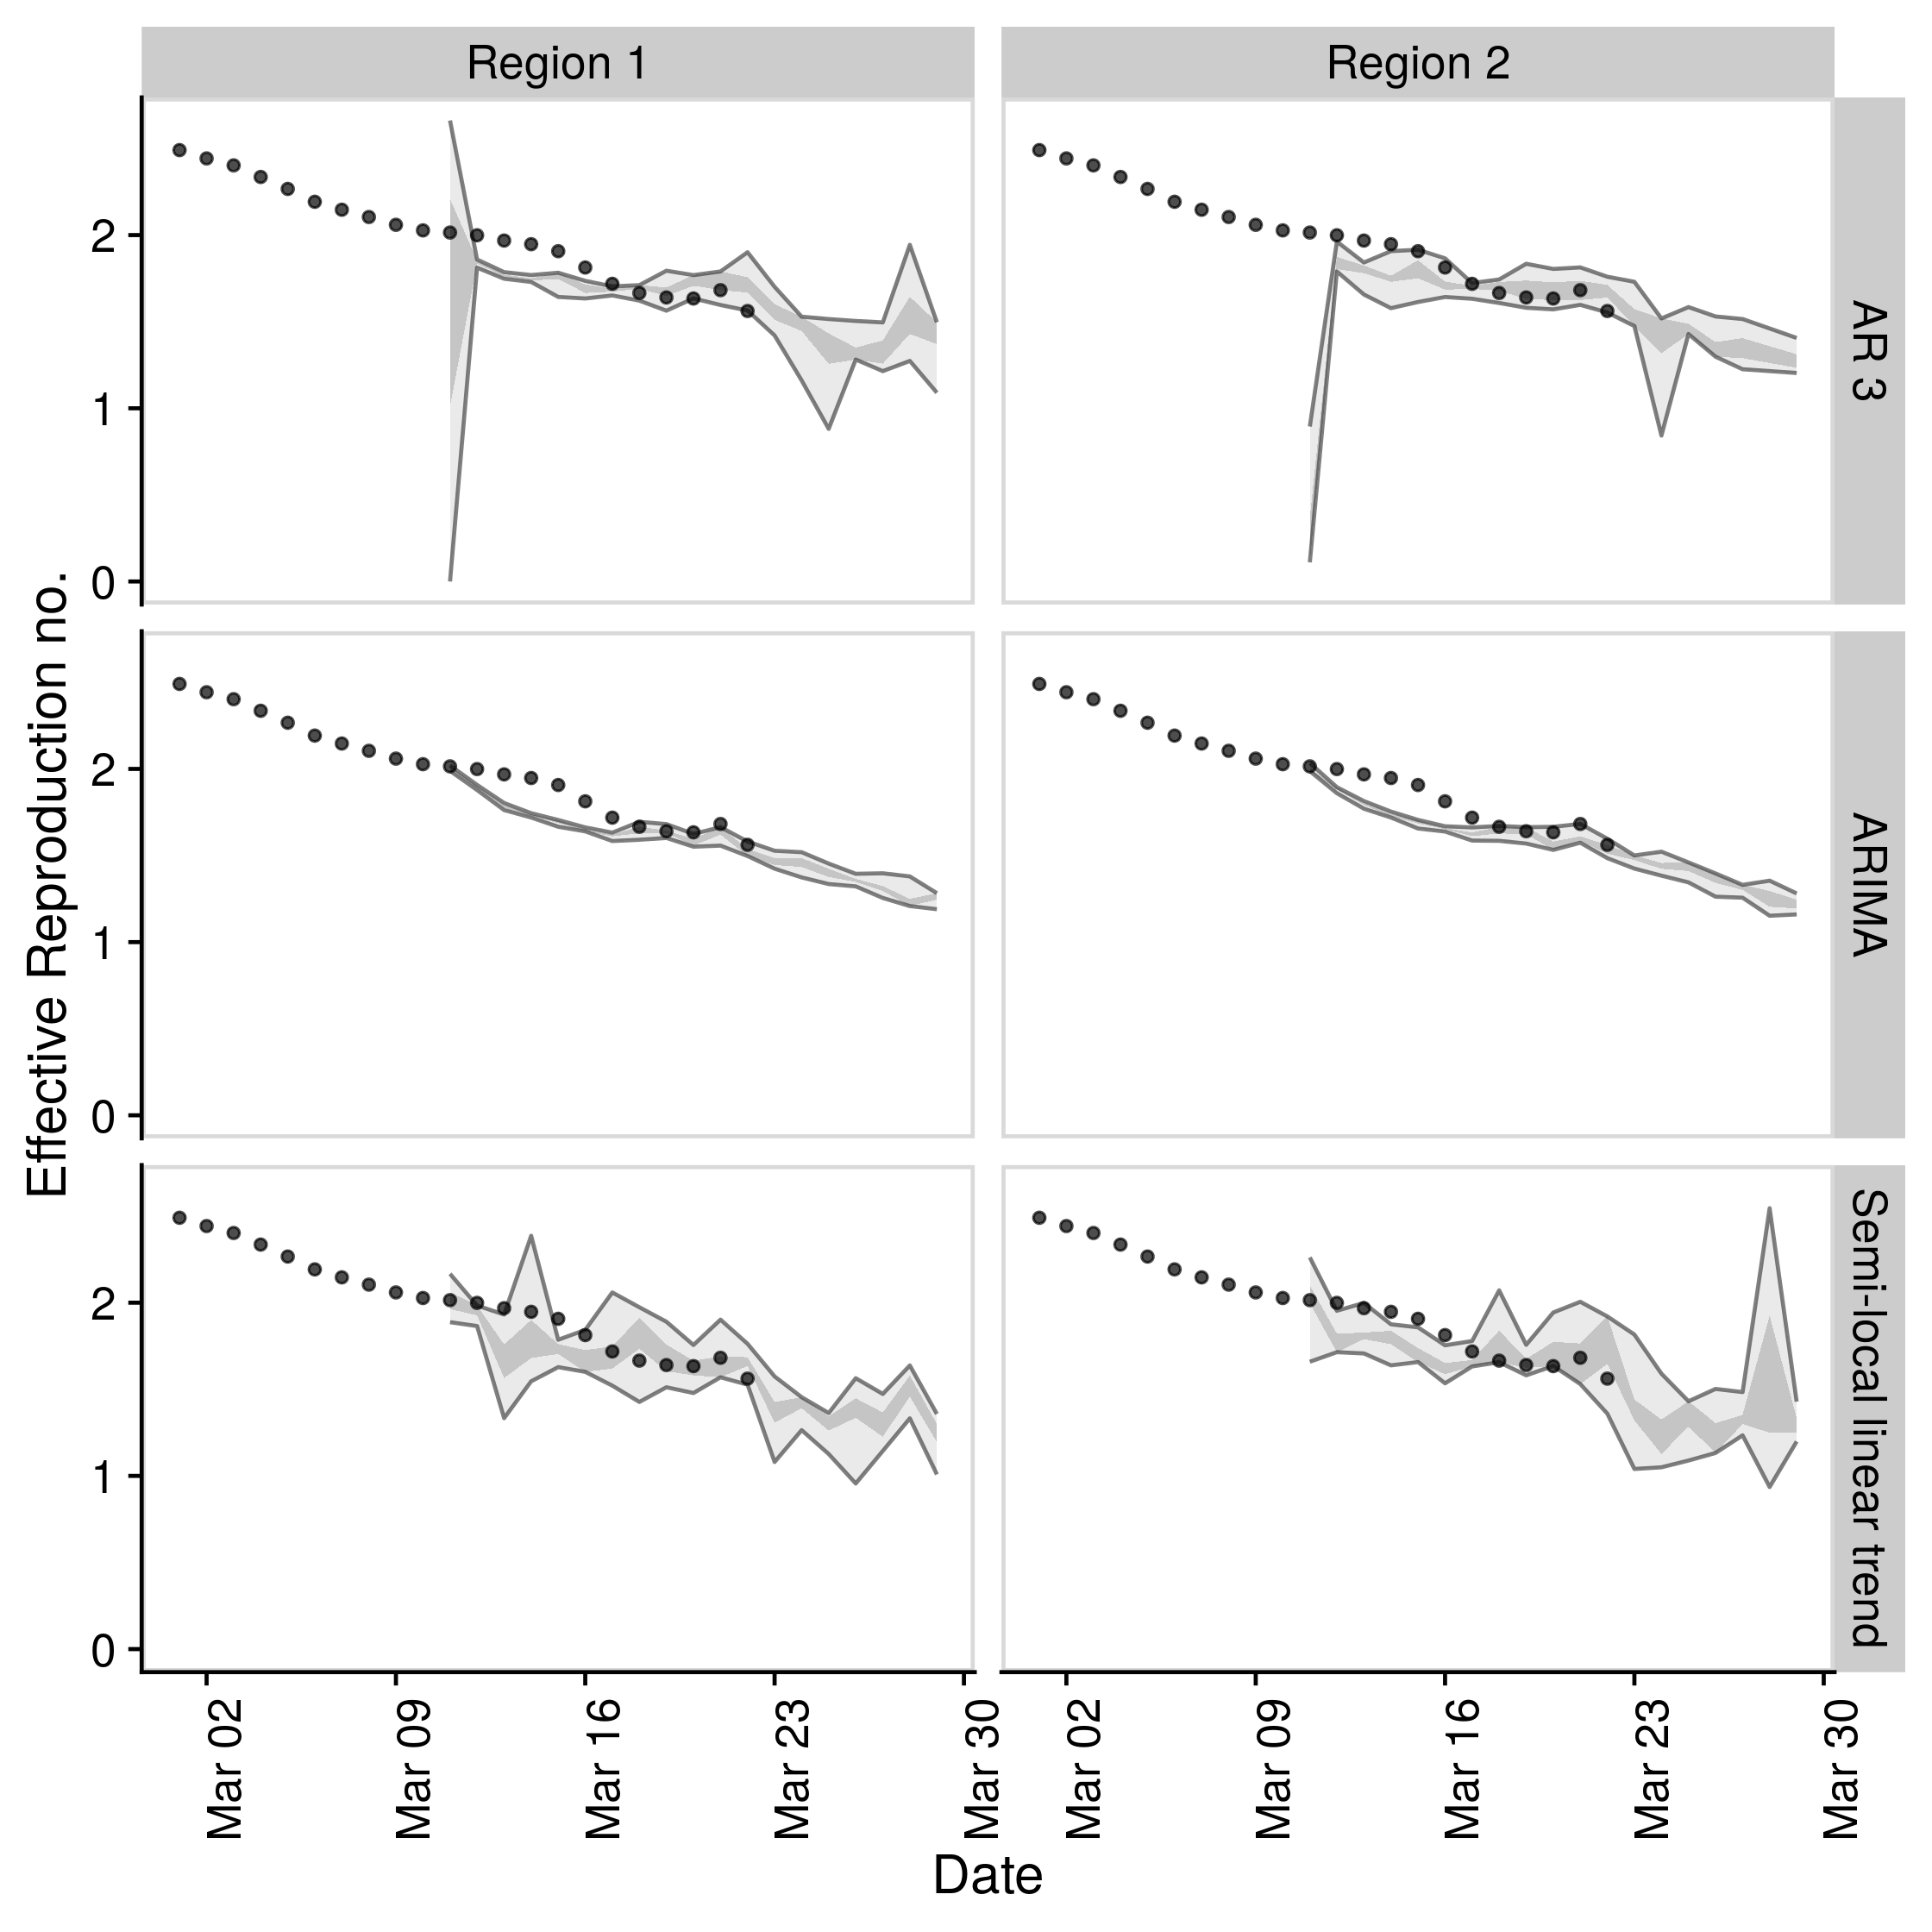 Region 1
Region 2
2
1
0
AR 3
Effective Reproduction no.
2
1
0
ARIMA
2
1
0
Semi-local linear trend
Mar 02
Mar 09
Mar 16
Mar 23
Mar 30
Mar 02
Mar 09
Mar 16
Mar 23
Mar 30
Date